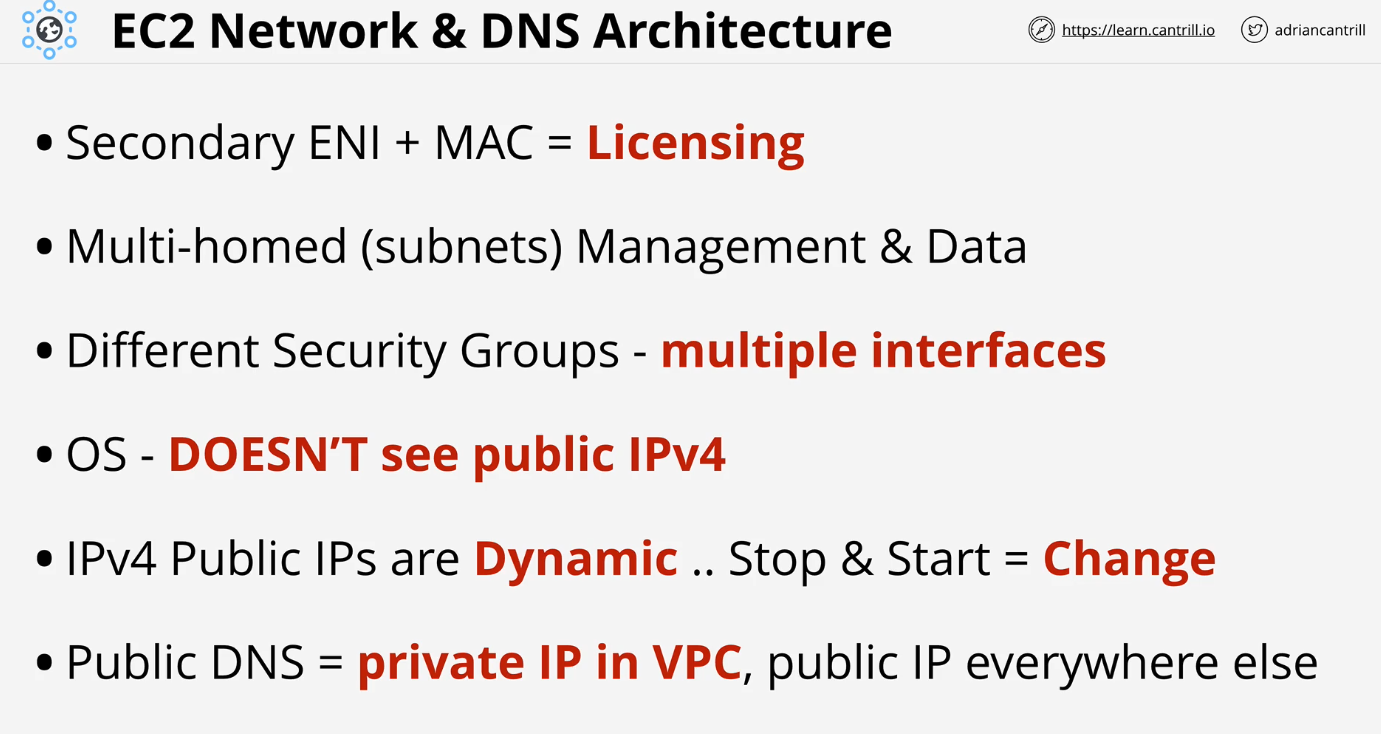 EC2 Network & DNS Architecture
https://learn.cantrill.io
adriancantrill
• Secondary ENI + MAC = Licensing
• Multi-homed (subnets) Management & Data
• Different Security Groups - multiple interfaces
• OS - DOESN’T see public IPv4
• IPv4 Public IPs are Dynamic .. Stop & Start = Change
• Public DNS = private IP in VPC, public IP everywhere else